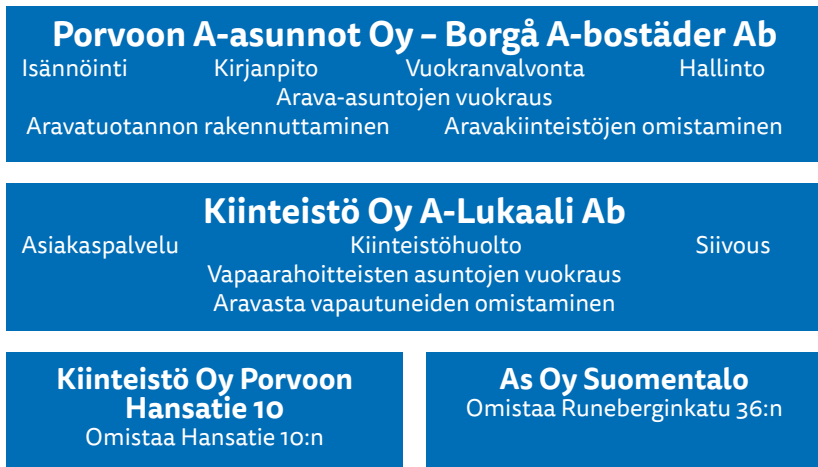 Porvoon A-asunnot Oy – Borgå A-bostäder Ab
Isännöinti Kirjanpito Vuokranvalvonta Hallinto
Arava-asuntojen vuokraus
Aravatuotannon rakennuttaminen Aravakiinteistöjen omistaminen
Kiinteistö Oy A-Lukaali Ab
Asiakaspalvelu Kiinteistöhuolto Siivous
Vapaarahoitteisten asuntojen vuokraus
Aravasta vapautuneiden omistaminen
Kiinteistö Oy Porvoon
Hansatie 10
Omistaa Hansatie 10:n
As Oy Suomentalo
Omistaa Runeberginkatu 36:n